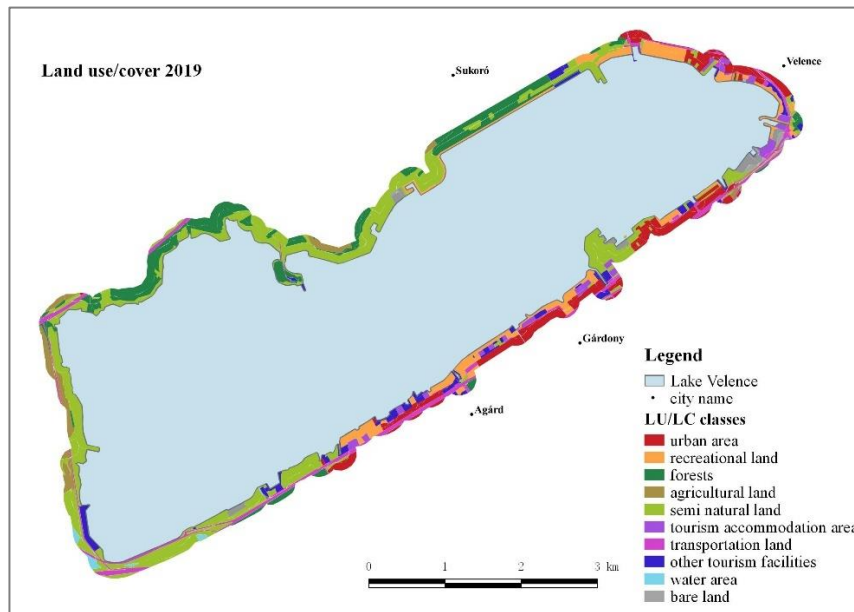 Land use/cover 2019
Sukoró
Velence
Gárdony
Agárd
Legend
Lake Velence
city name
LU/LC classes
urban area
recreational land
forests
agricultural land
semi natural land
tourism accommodation area
transportation land
other tourism facilities
water area
bare land
0 1 2 3 km